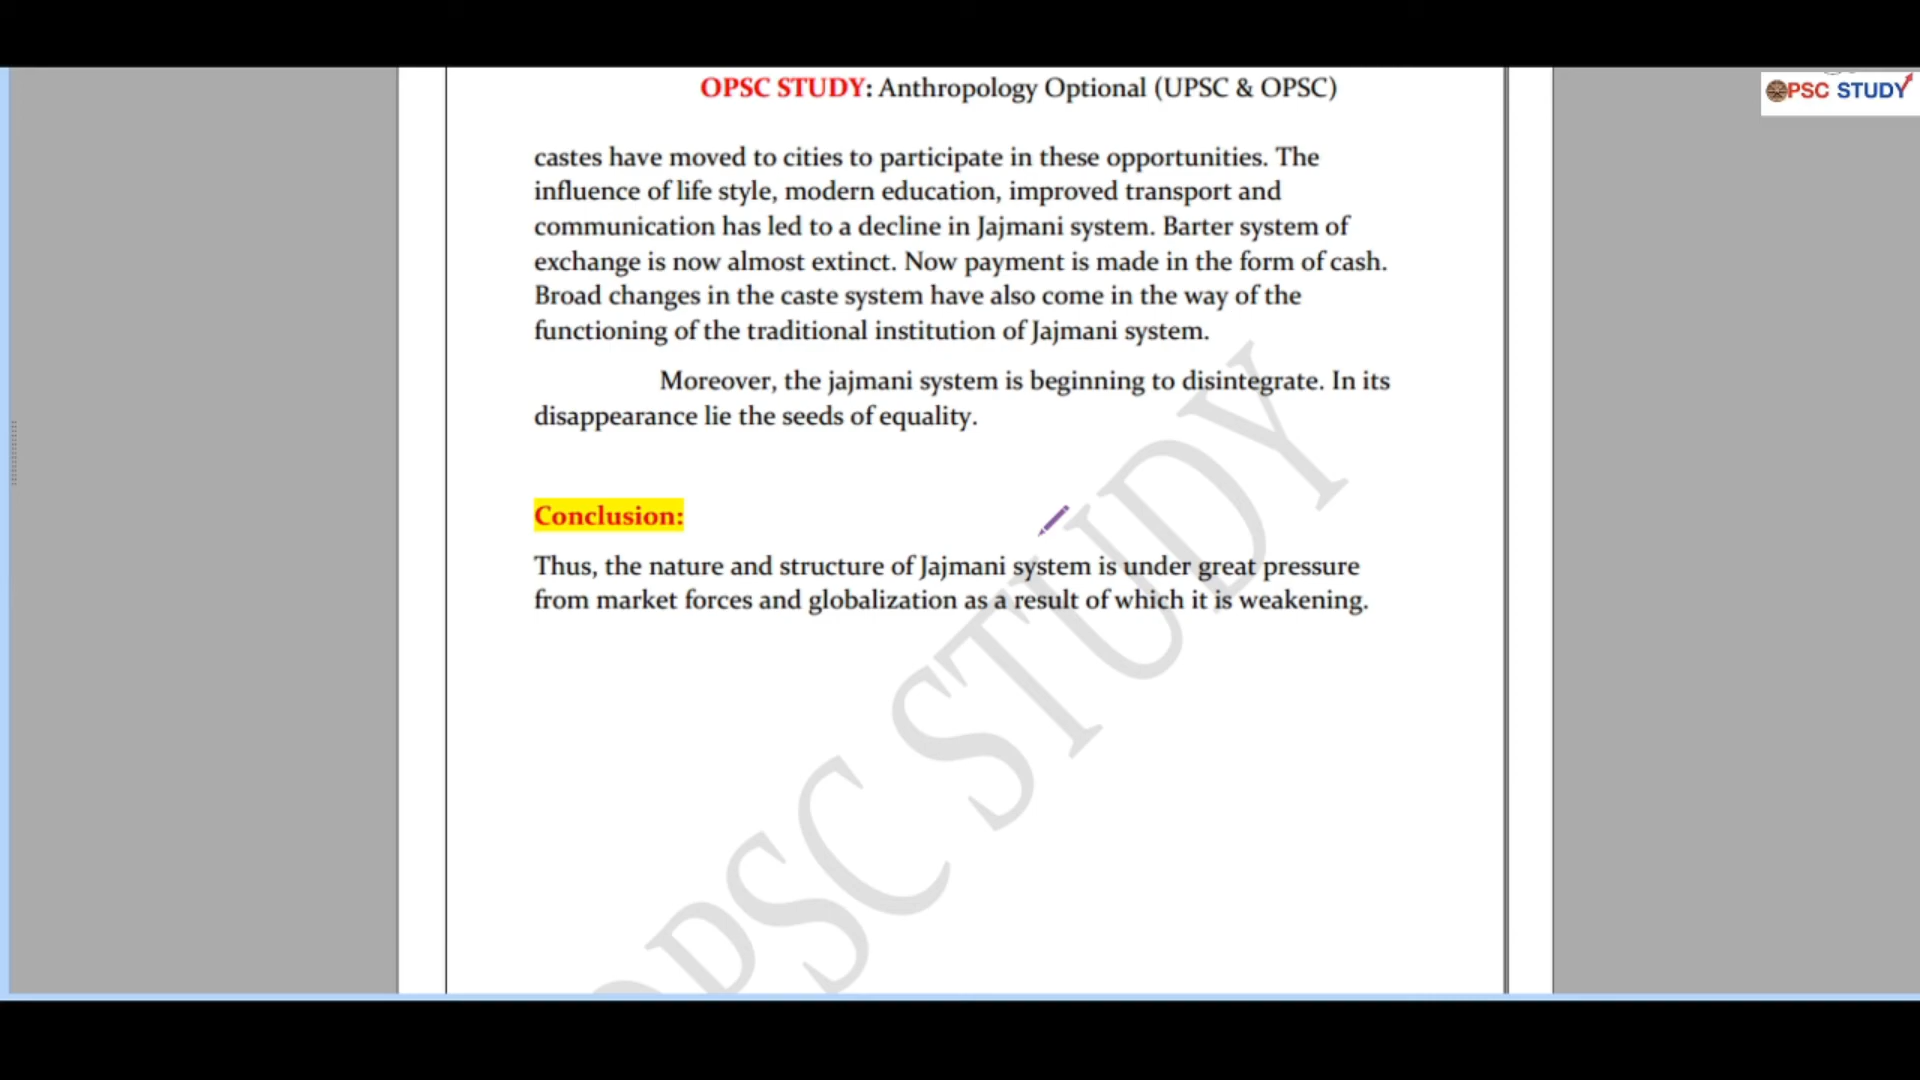 OPSC STUDY: Anthropology Optional (UPSC & OPSC)
OPSC STUDY
castes have moved to cities to participate in these opportunities. The
influence of life style, modern education, improved transport and
communication has led to a decline in Jajmani system. Barter system of
exchange is now almost extinct. Now payment is made in the form of cash.
Broad changes in the caste system have also come in the way of the
functioning of the traditional institution of Jajmani system.
Moreover, the jajmani system is beginning to disintegrate. In its
disappearance lie the seeds of equality.
Conclusion:
Thus, the nature and structure of Jajmani system is under great pressure
from market forces and globalization as a result of which it is weakening.
OPSC STUDY